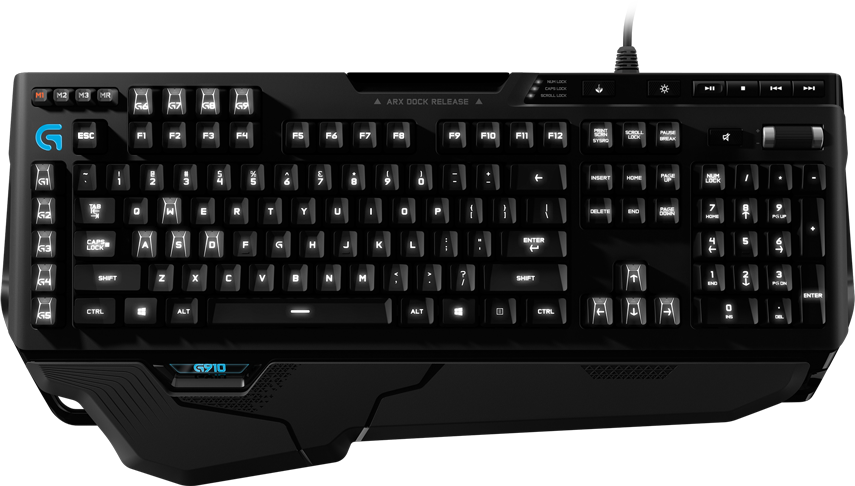 M1 M2 M3 MR G6 G7 G8 G9 ▲ ARX DOCK RELEASE ▲ NUM LOCK
CAPS LOCK
SCROLL LOCK
G ESC F1 F2 F3 F4 F5 F6 F7 F8 F9 F10 F11 F12 PRINT SCRN SYSRQ SCROLL LOCK PAUSE BREAK
G1 ~ 1 2 3 4 5 6 7 8 9 0 - + ← INSERT HOME PAGE UP NUM LOCK / * -
G2 TAB Q W E R T Y U I O P { } | DELETE END PAGE DOWN 7 HOME 8 ↑ 9 PG UP +
G3 CAPS LOCK A S D F G H J K L : " ENTER 4 ← 5 6 →
G4 SHIFT Z X C V B N M < > ? / SHIFT ↑ 1 END 2 ↓ 3 PG DN ENTER
G5 CTRL ALT ALT CTRL ← ↓ → 0 INS . DEL
G910